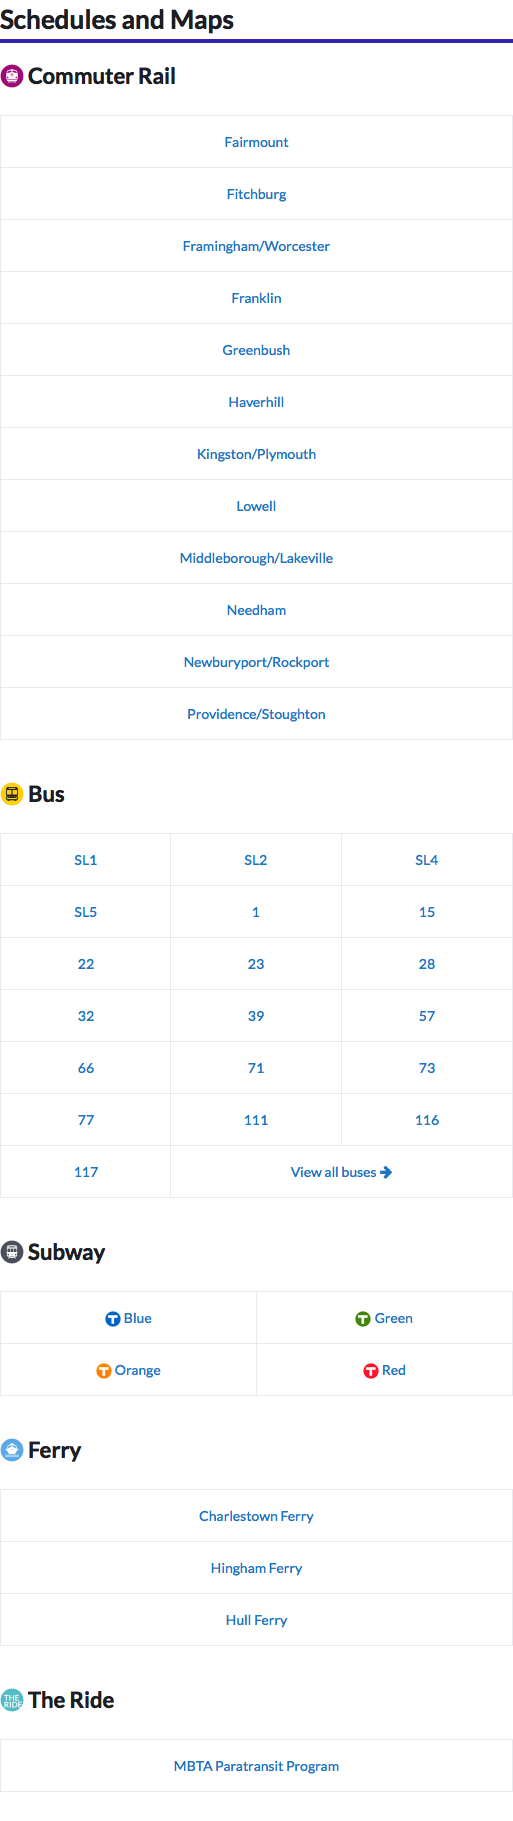 Schedules and Maps
Commuter Rail
Fairmount
Fitchburg
Framingham/Worcester
Franklin
Greenbush
Haverhill
Kingston/Plymouth
Lowell
Middleborough/Lakeville
Needham
Newburyport/Rockport
Providence/Stoughton
Bus
SL1 SL2 SL4
SL5 1 15
22 23 28
32 39 57
66 71 73
77 111 116
117 View all buses
Subway
T Blue T Green
T Orange T Red
Ferry
Charlestown Ferry
Hingham Ferry
Hull Ferry
THE RIDE The Ride
MBTA Paratransit Program